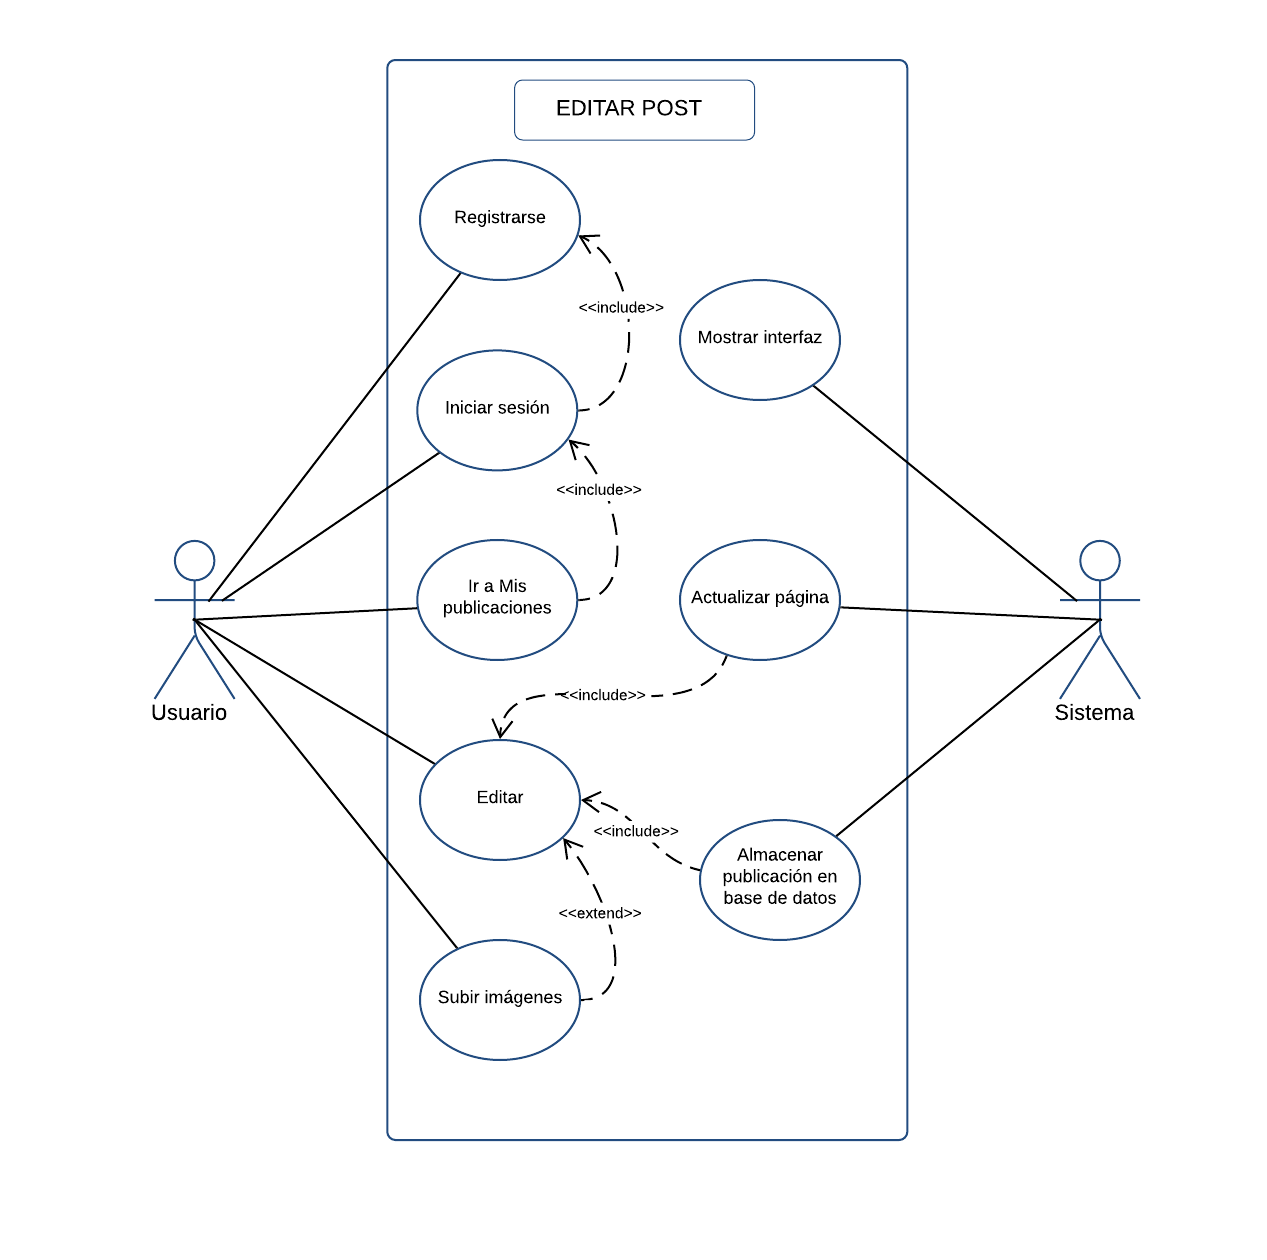 EDITAR POST
Registrarse
<<include>>
Mostrar interfaz
Iniciar sesión
<<include>>
Ir a Mis
publicaciones
Actualizar página
<<include>>
Usuario
Sistema
Editar
<<include>>
Almacenar
publicación en
base de datos
<<extend>>
Subir imágenes